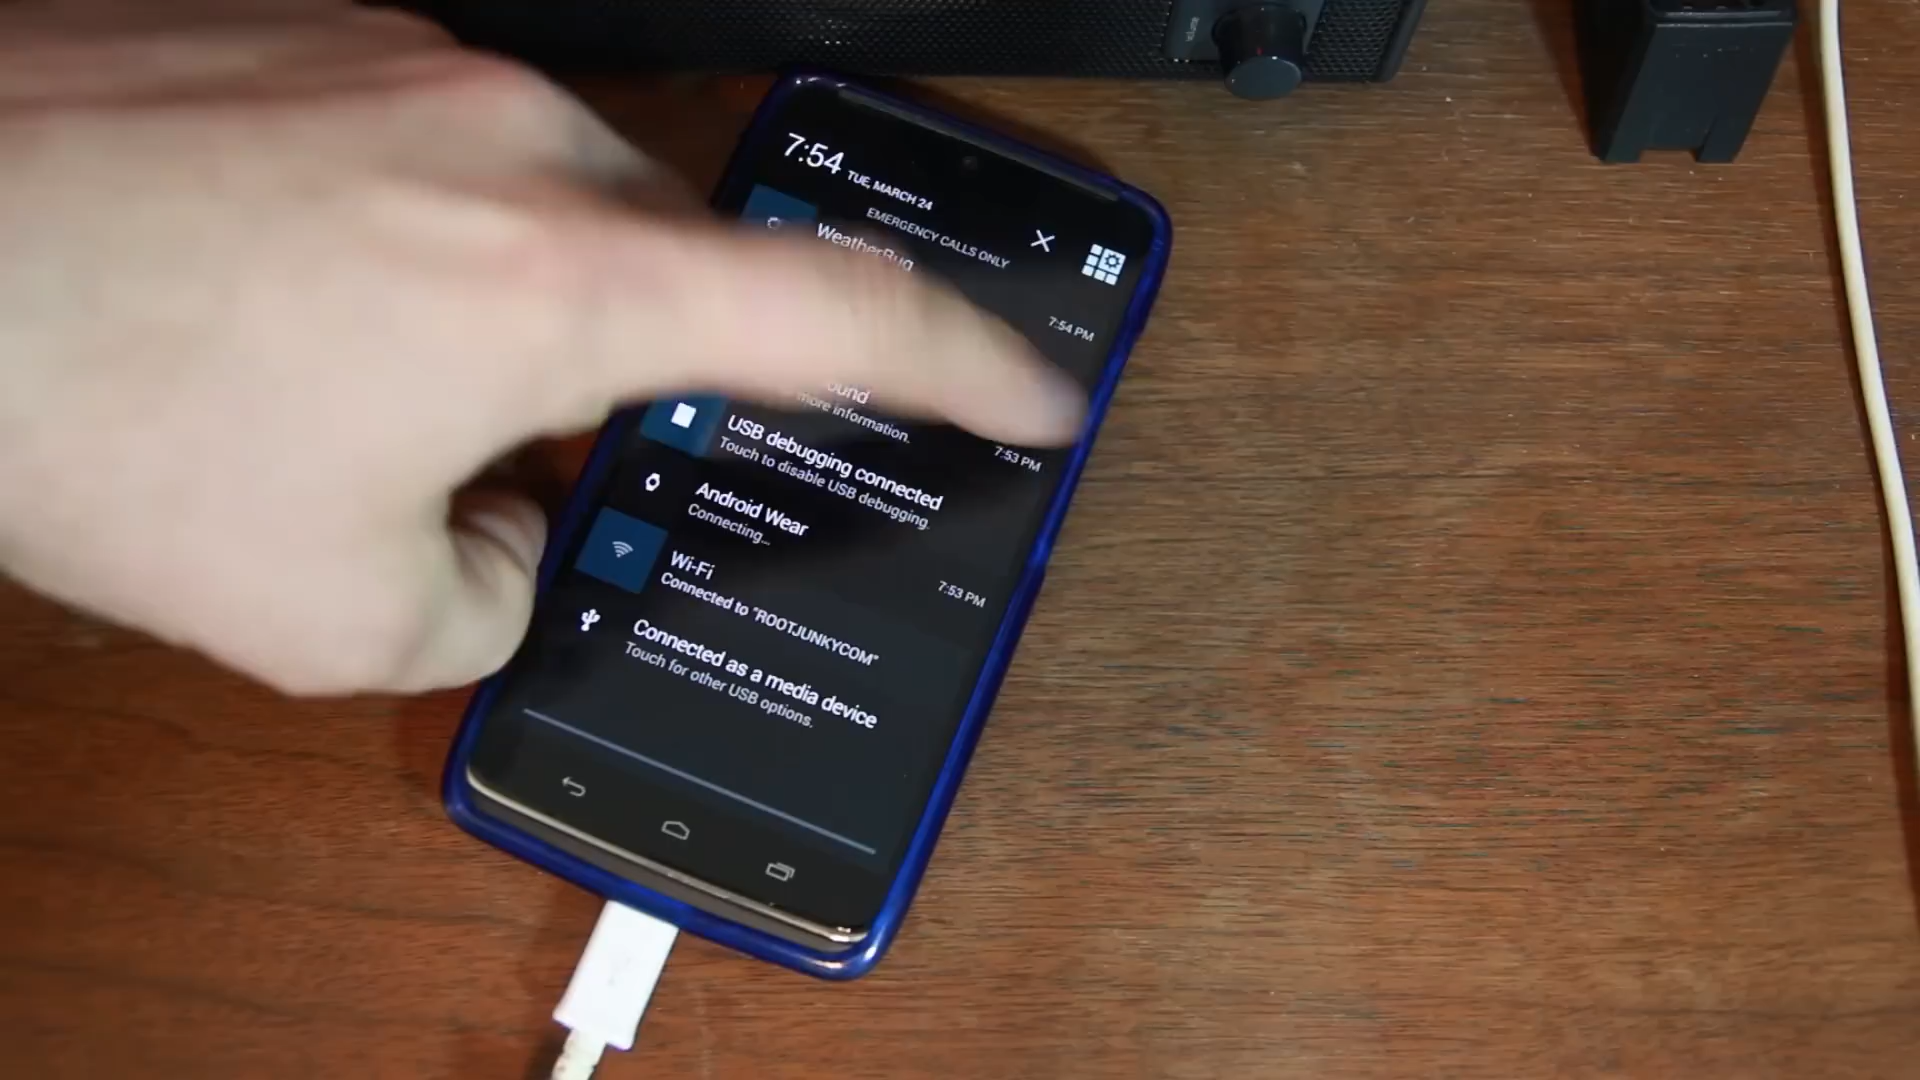 7:54 TUE, MARCH 24
EMERGENCY CALLS ONLY
WeatherBug
7:54 PM
more information.
7:53 PM
USB debugging connected
Touch to disable USB debugging.
Android Wear
Connecting...
Wi-Fi
7:53 PM
Connected to "ROOTJUNKYCOM"
Connected as a media device
Touch for other USB options.